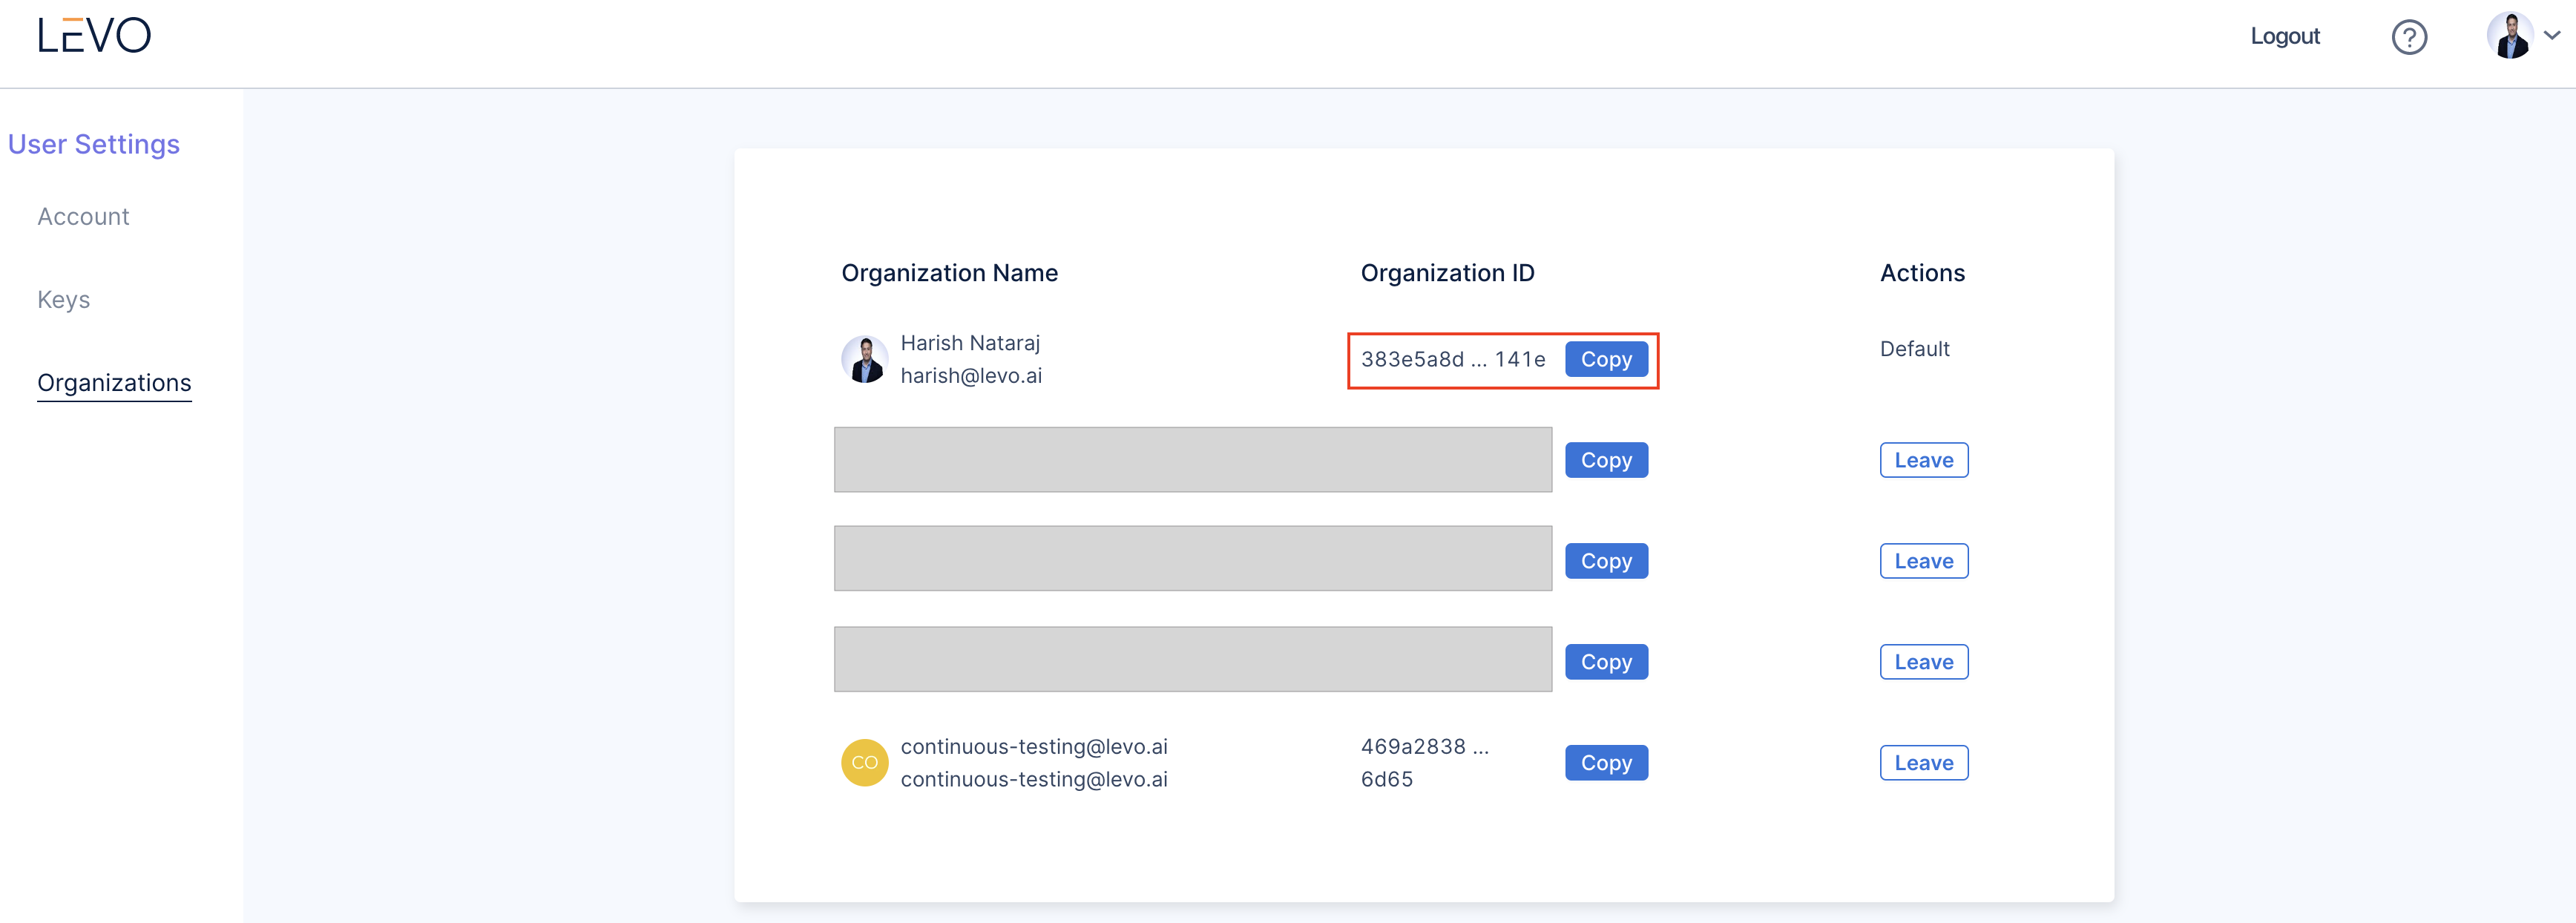 LEVO
Logout
?
User Settings
Account
Keys
Organizations
Organization Name Organization ID Actions
Harish Nataraj
harish@levo.ai
383e5a8d ... 141e Copy
Default
Copy Leave
Copy Leave
Copy Leave
CO
continuous-testing@levo.ai
continuous-testing@levo.ai
469a2838 ...
6d65
Copy Leave